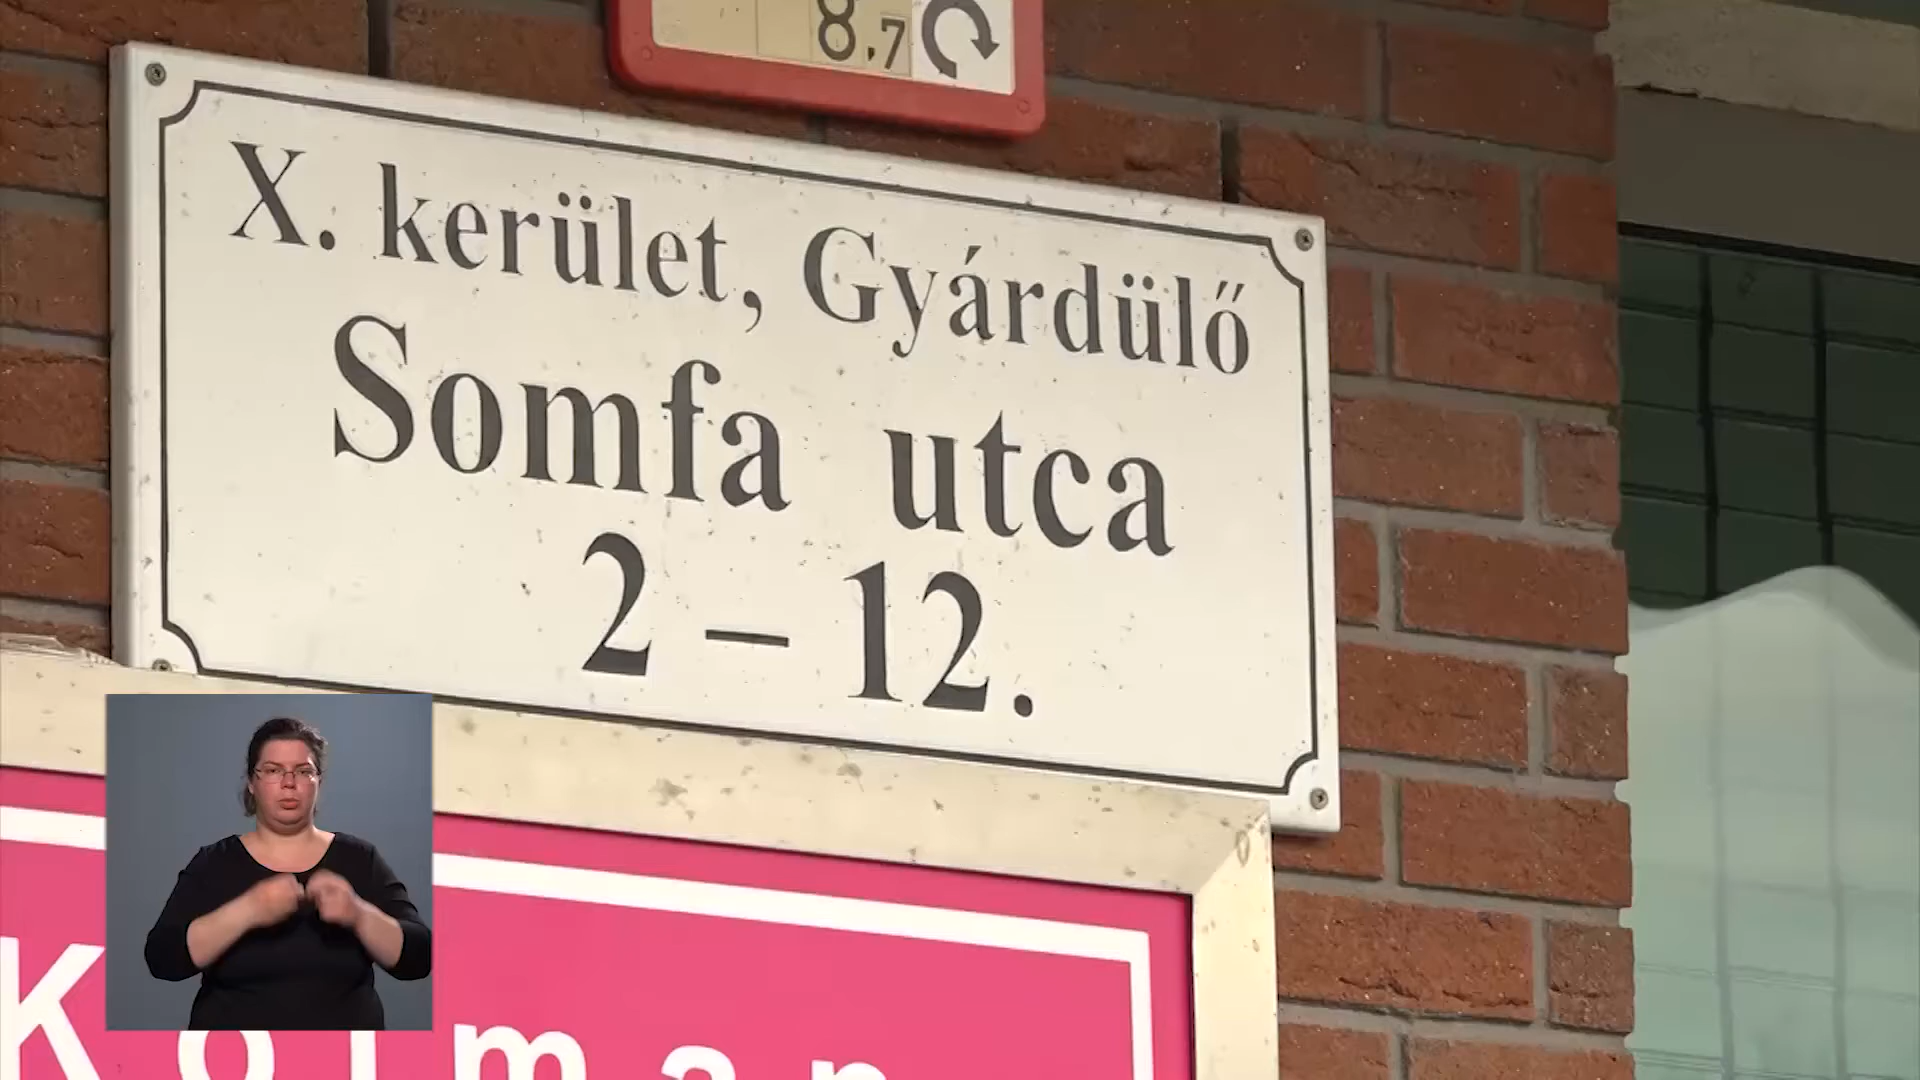 8,7
X. kerület, Gyárdülő
Somfa utca
2 – 12.